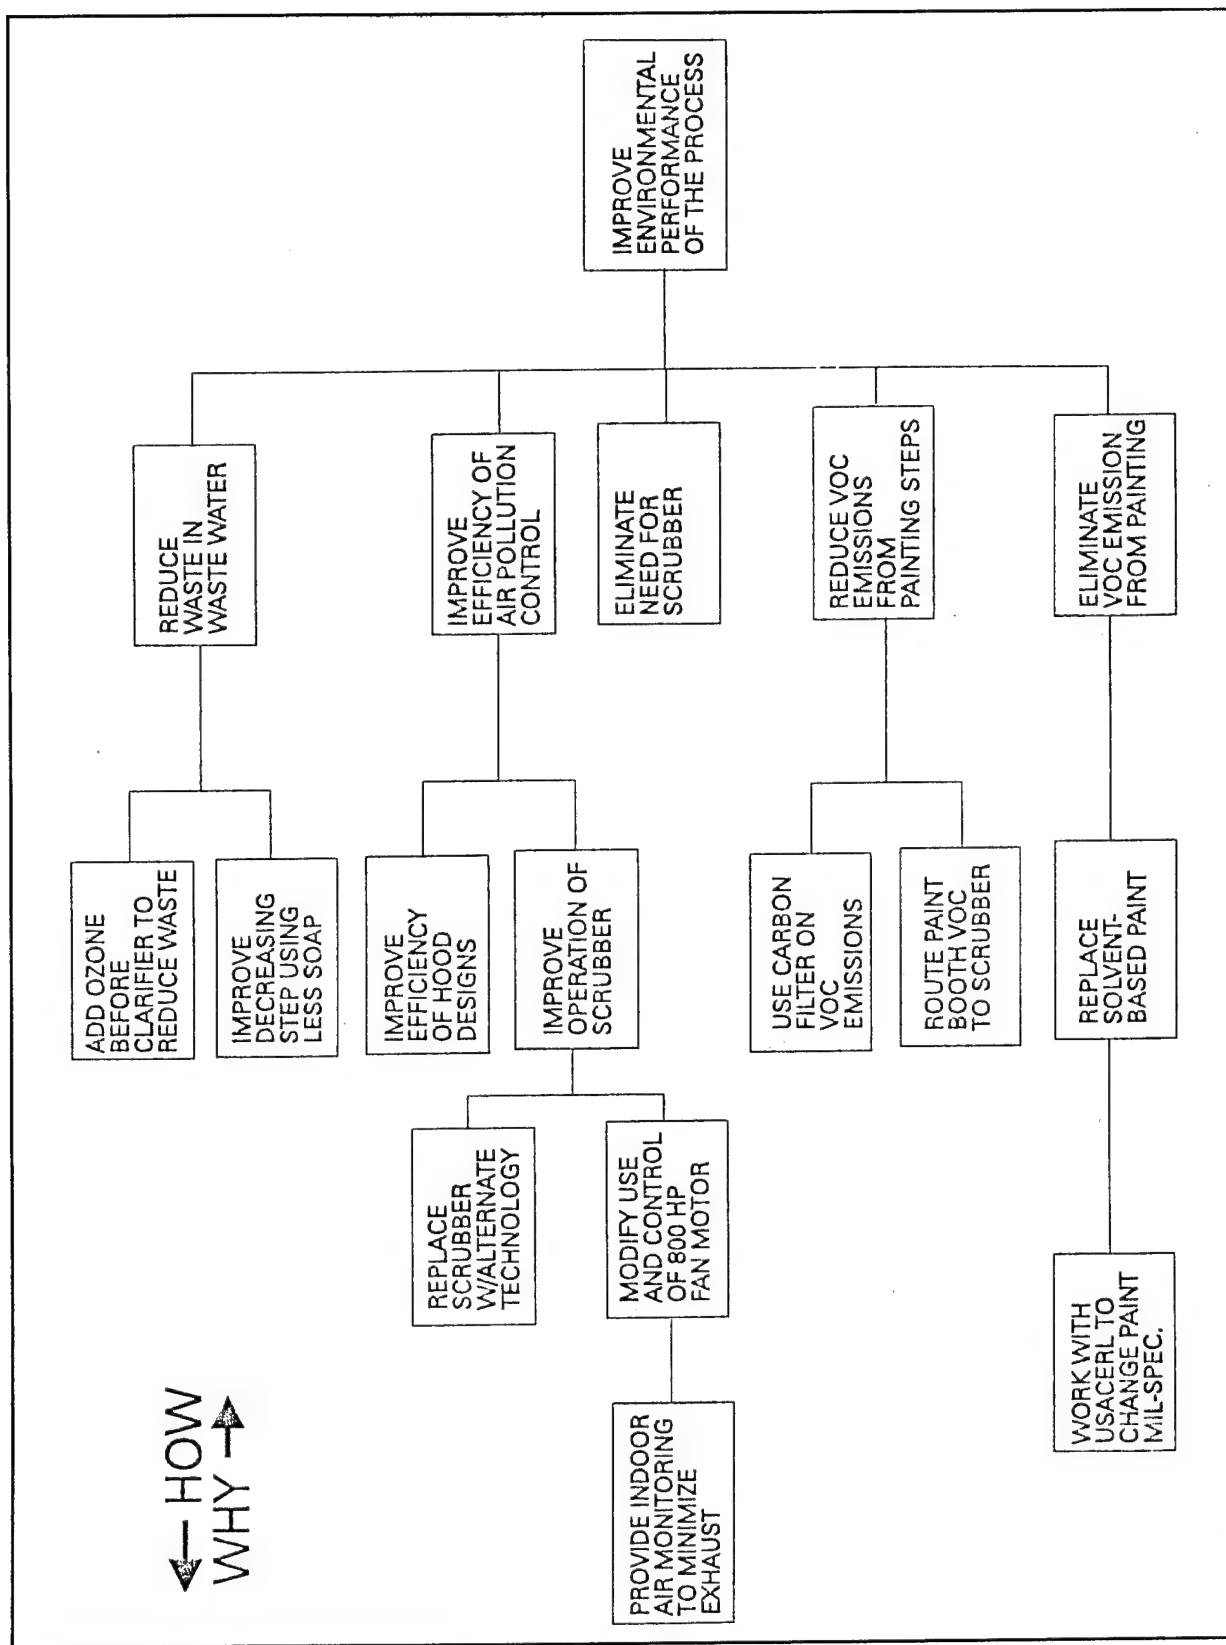 ← HOW
WHY →
PROVIDE INDOOR
AIR MONITORING
TO MINIMIZE
EXHAUST
WORK WITH
USACERL TO
CHANGE PAINT
MIL-SPEC.
REPLACE
SCRUBBER
W/ALTERNATE
TECHNOLOGY
MODIFY USE
AND CONTROL
OF 800 HP
FAN MOTOR
ADD OZONE
BEFORE
CLARIFIER TO
REDUCE WASTE
IMPROVE
DECREASING
STEP USING
LESS SOAP
IMPROVE
EFFICIENCY
OF HOOD
DESIGNS
IMPROVE
OPERATION OF
SCRUBBER
USE CARBON
FILTER ON
VOC
EMISSIONS
ROUTE PAINT
BOOTH VOC
TO SCRUBBER
REPLACE
SOLVENT-
BASED PAINT
REDUCE
WASTE IN
WASTE WATER
IMPROVE
EFFICIENCY OF
AIR POLLUTION
CONTROL
ELIMINATE
NEED FOR
SCRUBBER
REDUCE VOC
EMISSIONS
FROM
PAINTING STEPS
ELIMINATE
VOC EMISSION
FROM PAINTING
IMPROVE
ENVIRONMENTAL
PERFORMANCE
OF THE PROCESS